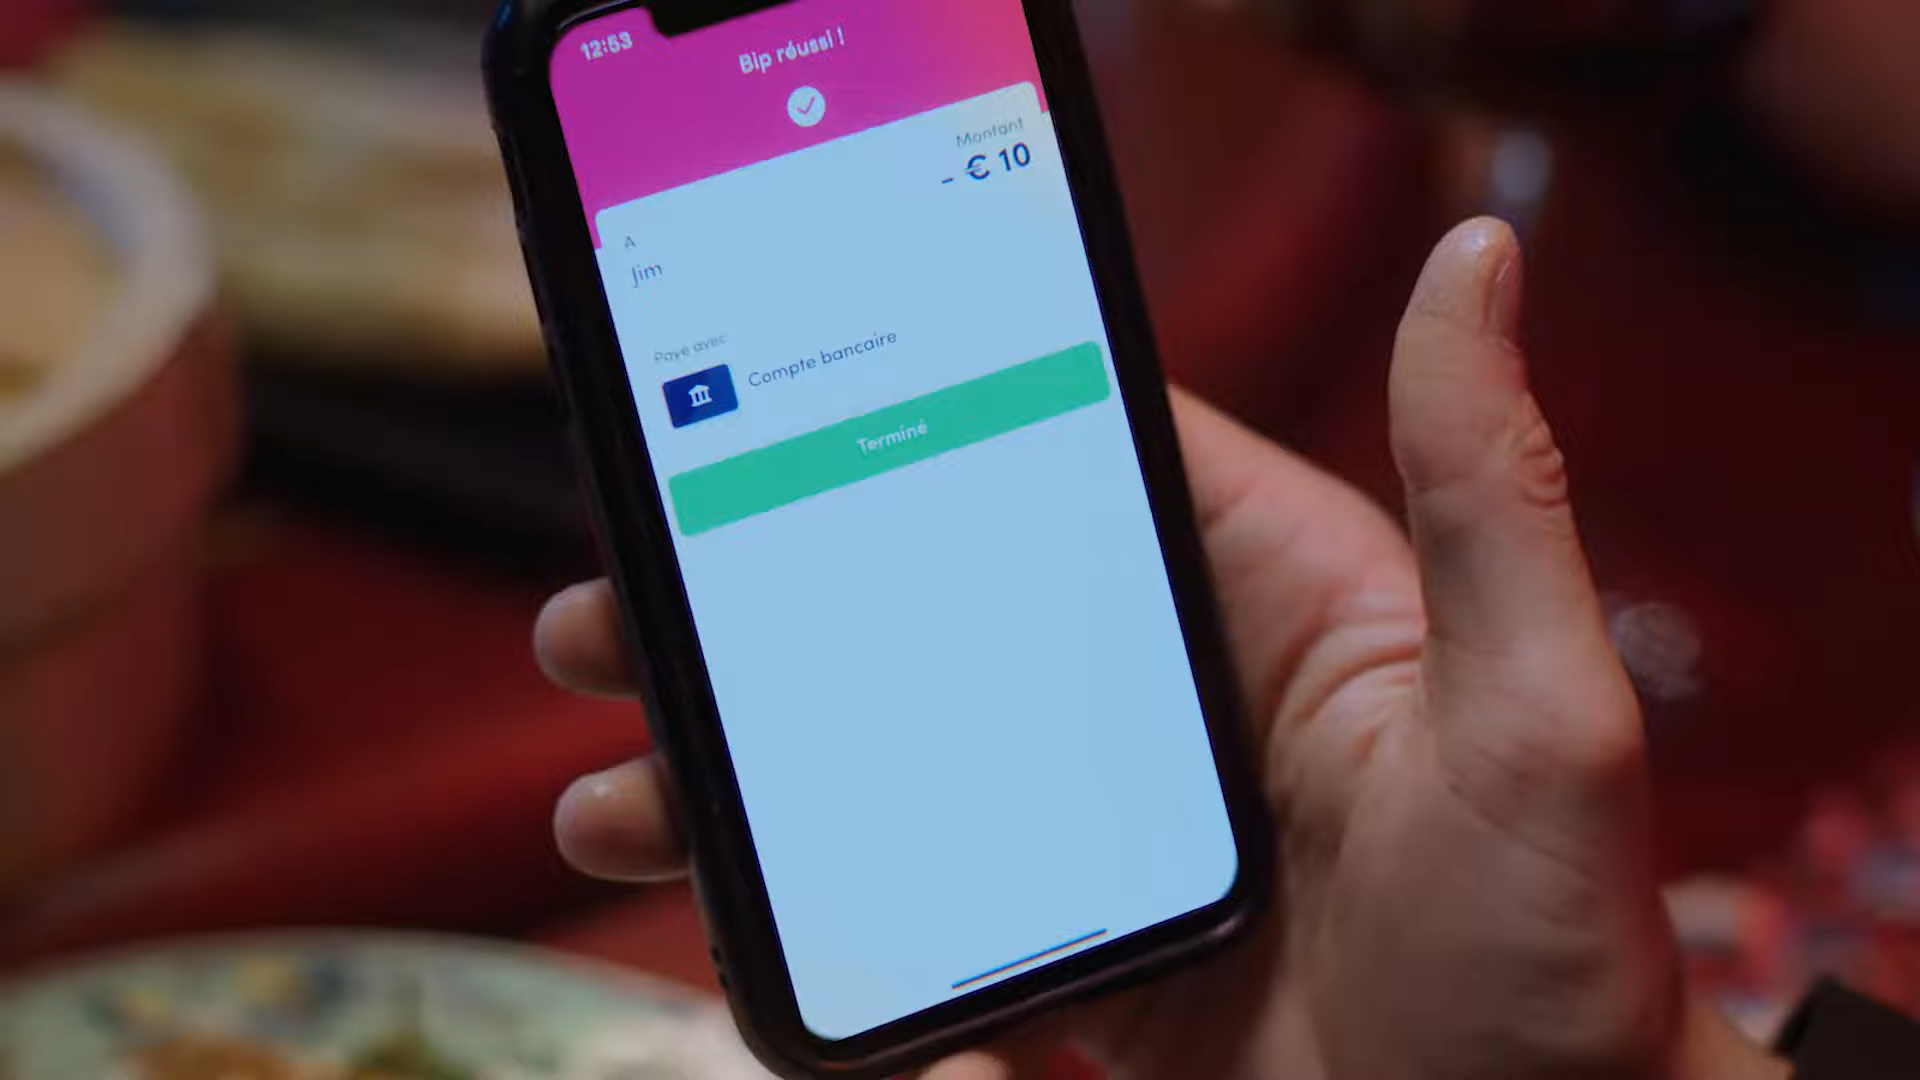 12:53
Bip réussi !
Montant
- € 10
A
Jim
Payé avec
Compte bancaire
Terminé